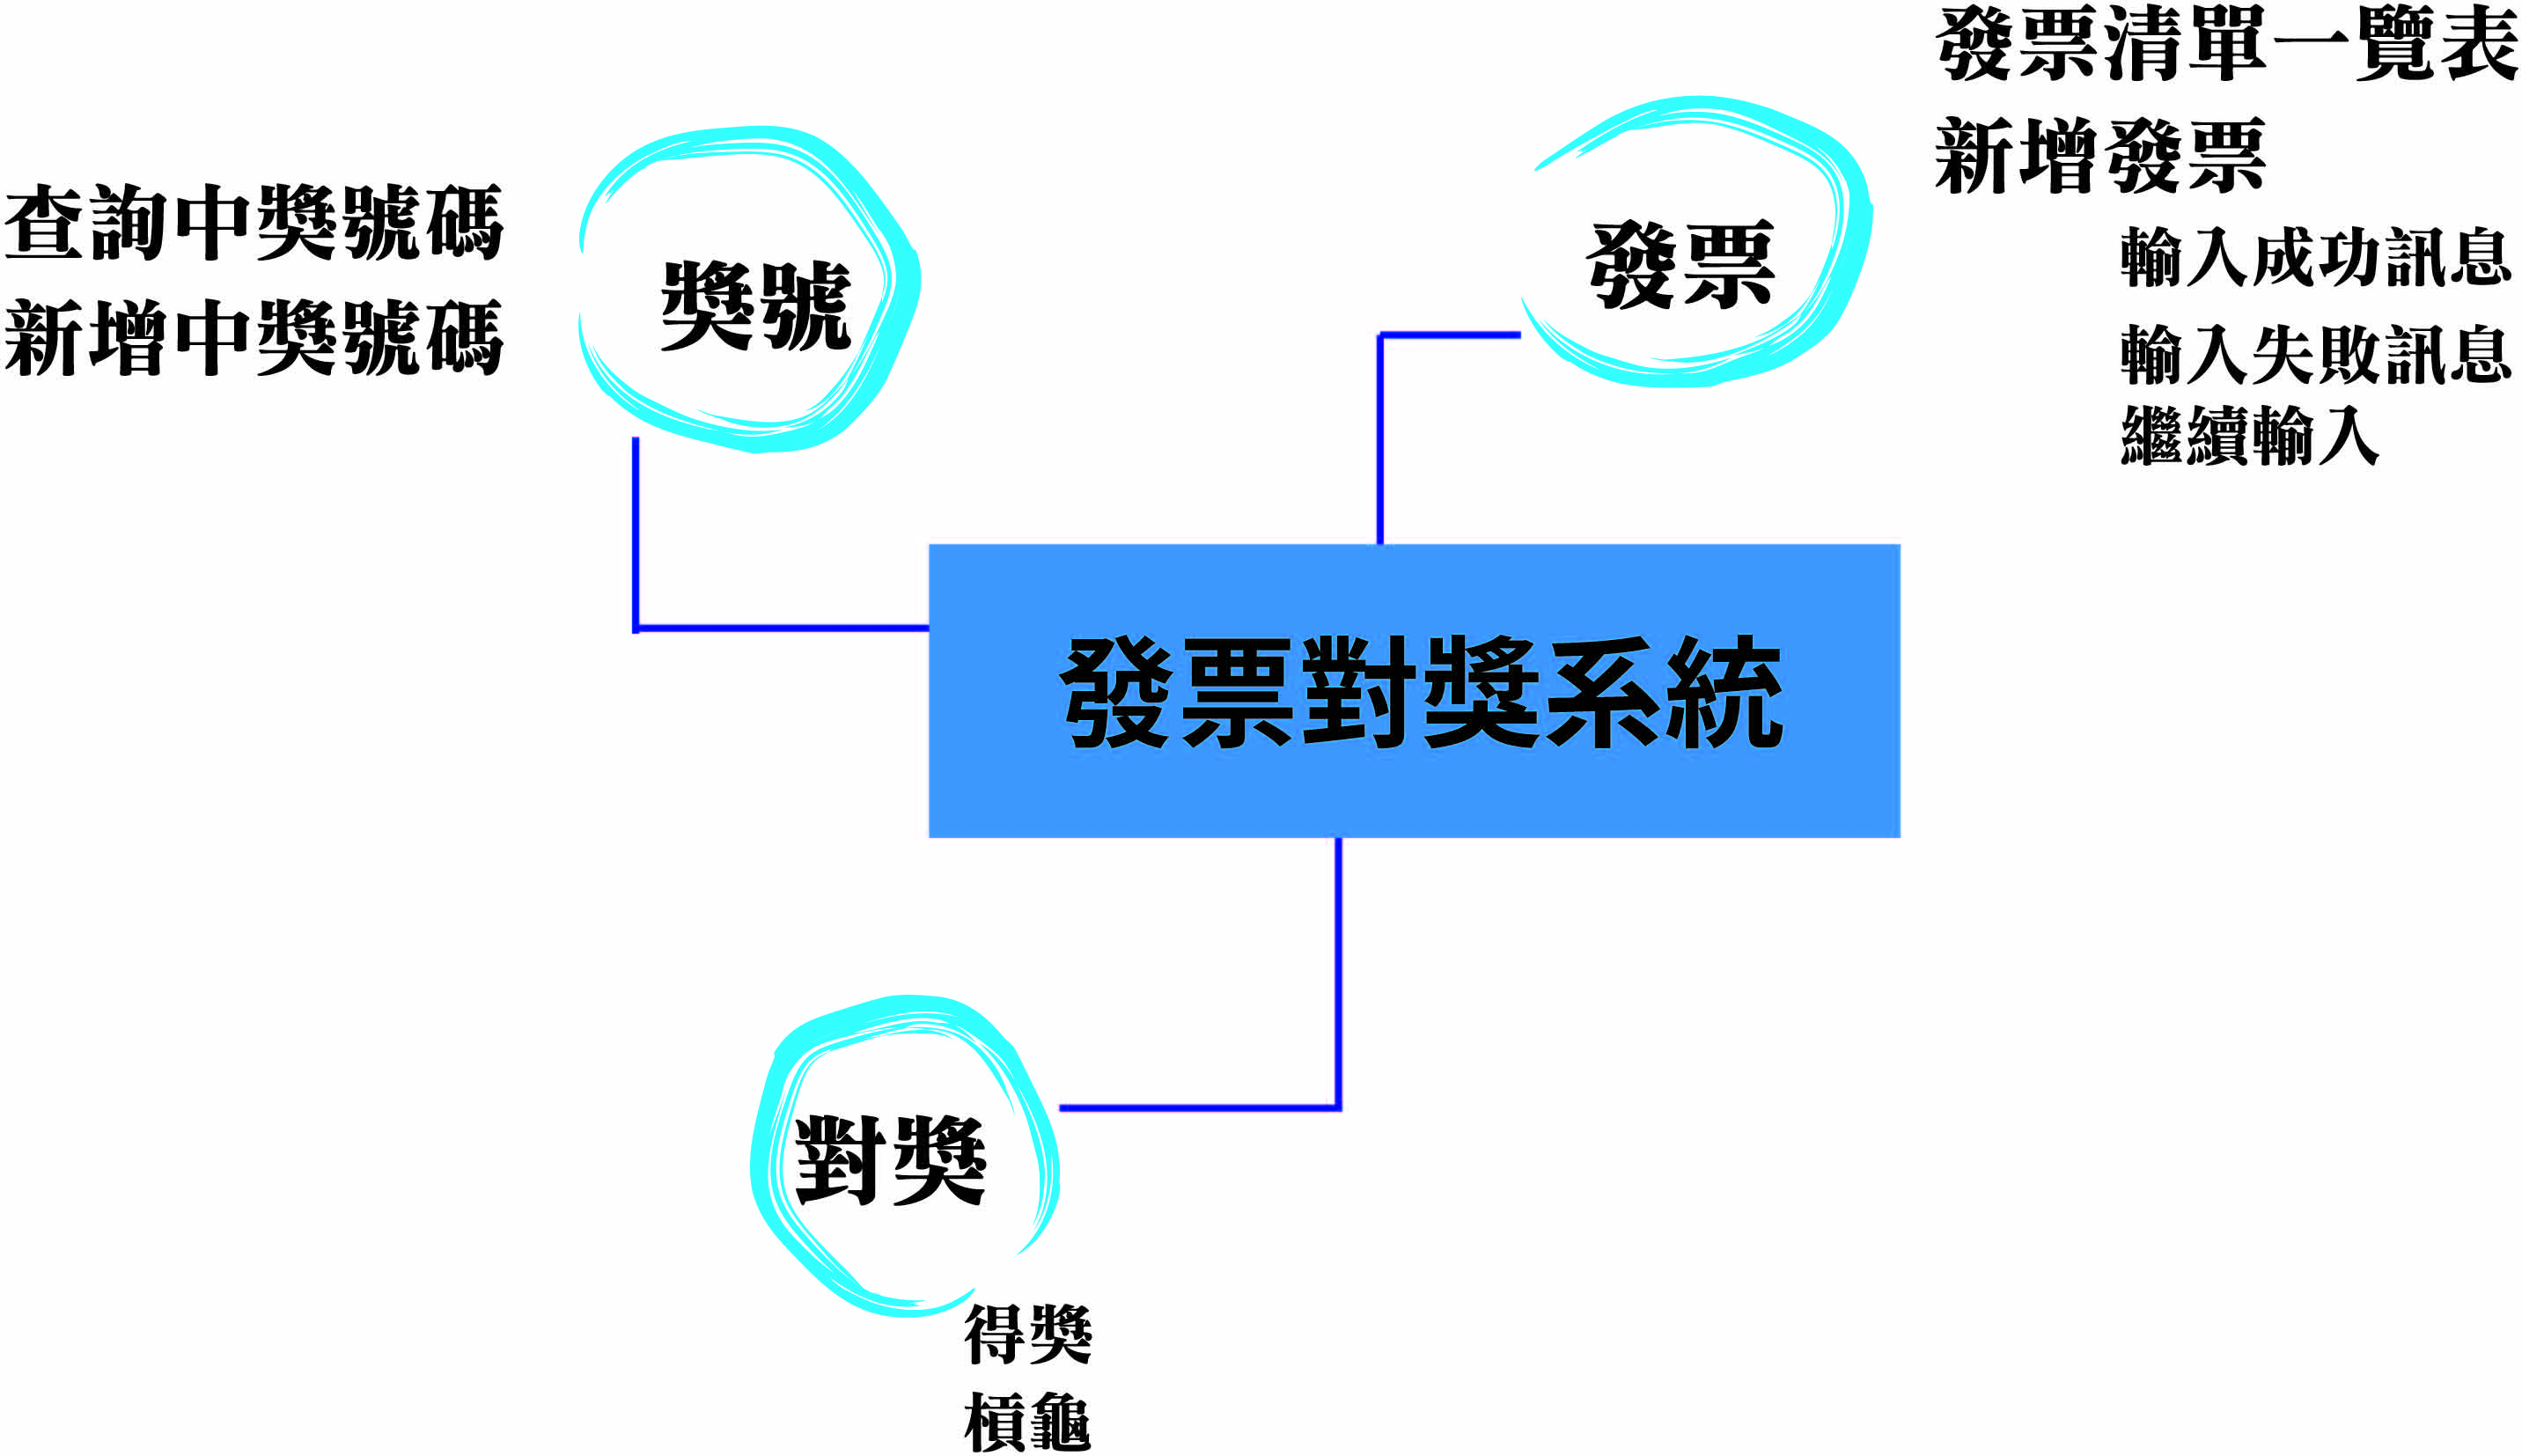 發票清單一覽表
新增發票
輸入成功訊息
輸入失敗訊息
繼續輸入
發票
查詢中獎號碼
新增中獎號碼
獎號
發票對獎系統
對獎
得獎
槓龜